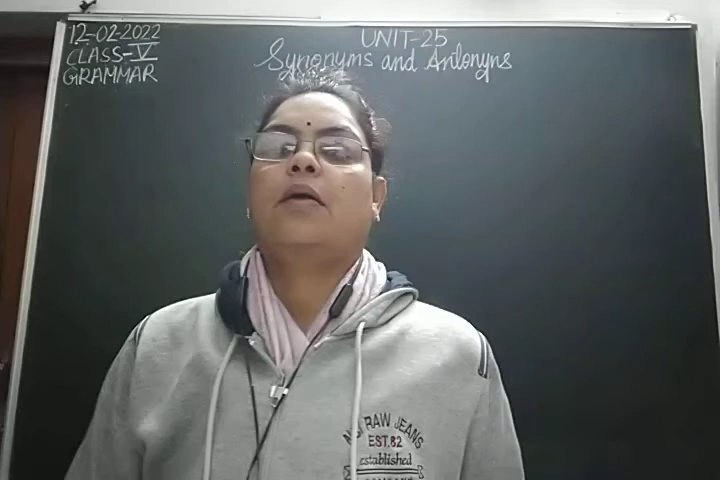 12-02-2022
CLASS-V
GRAMMAR
UNIT-25
Synonyms and Antonyms
RAW JEANS
EST.82
established